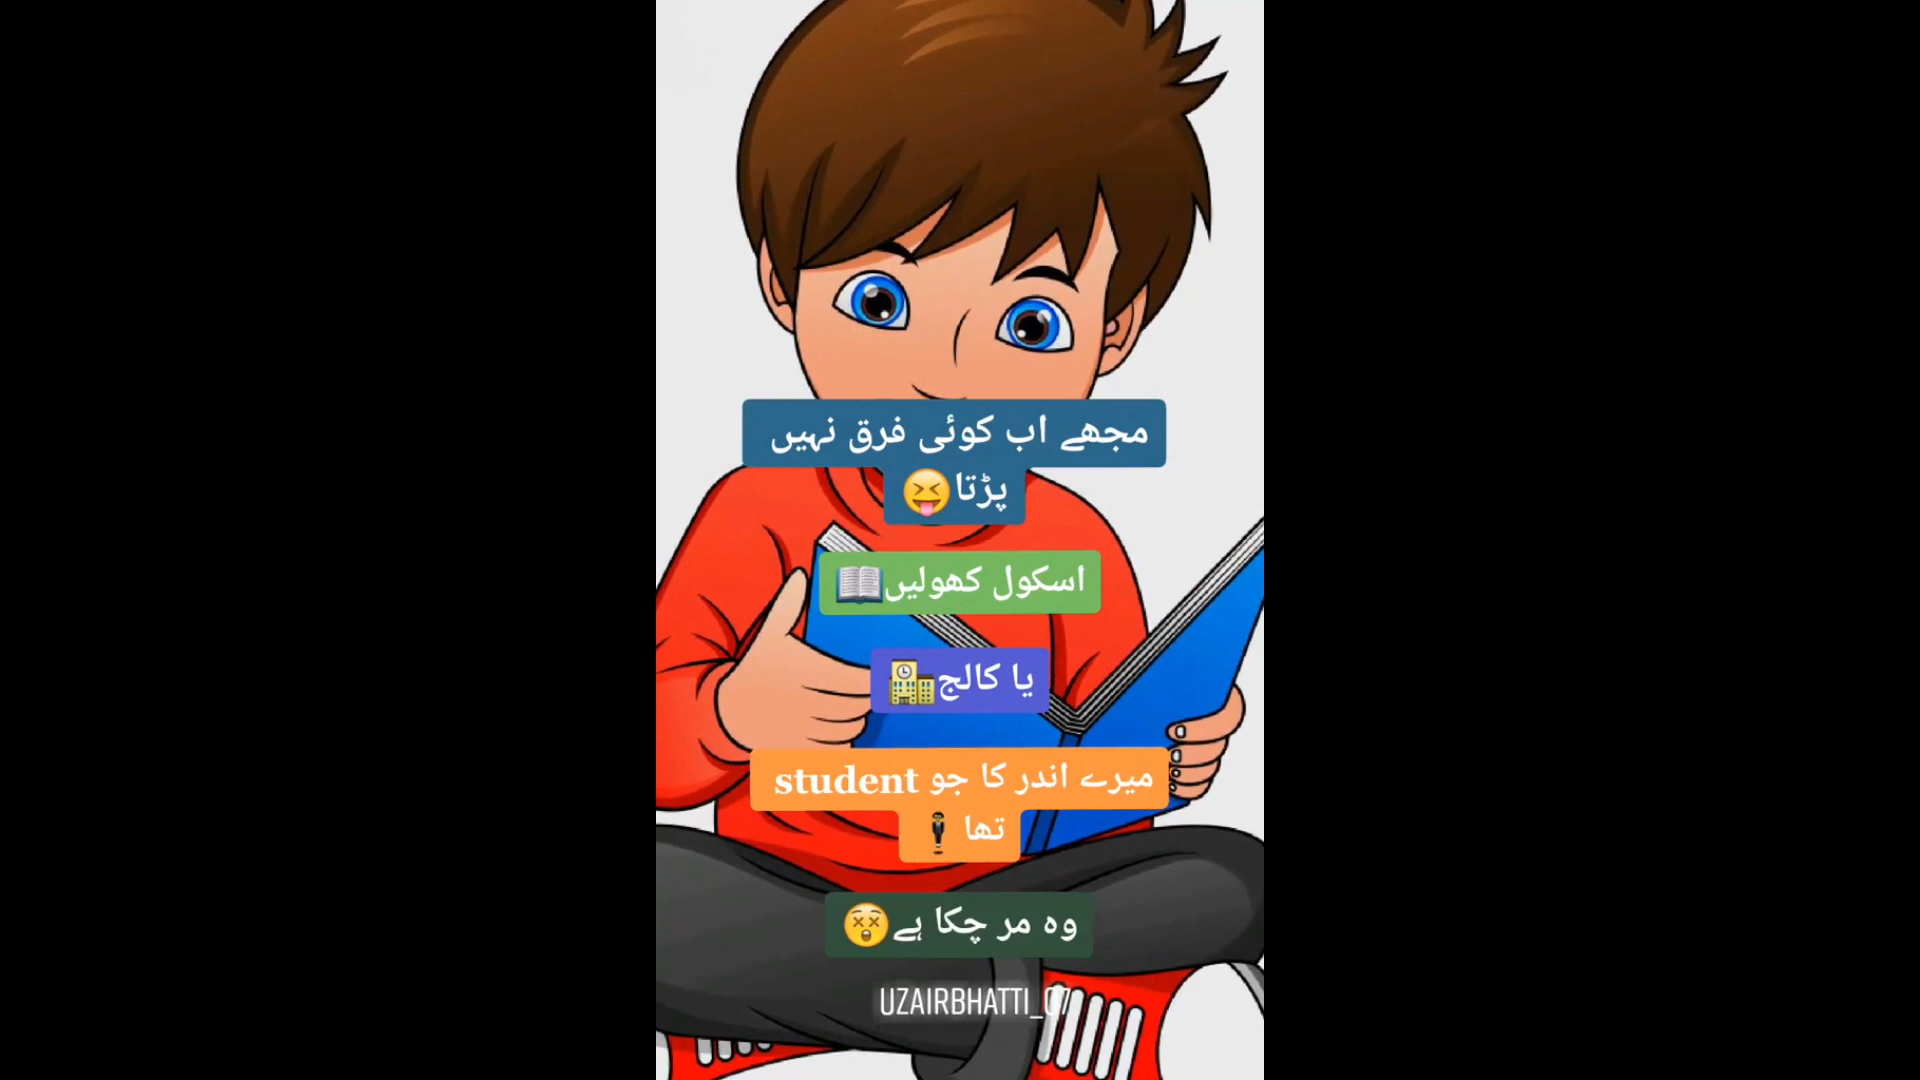 مجھے اب کوئی فرق نہیں
پڑتا😝
اسکول کھولیں📖
یا کالج🏫
میرے اندر کا جو student
تھا 🕴
وہ مر چکا ہے😲
UZAIRBHATTI_07